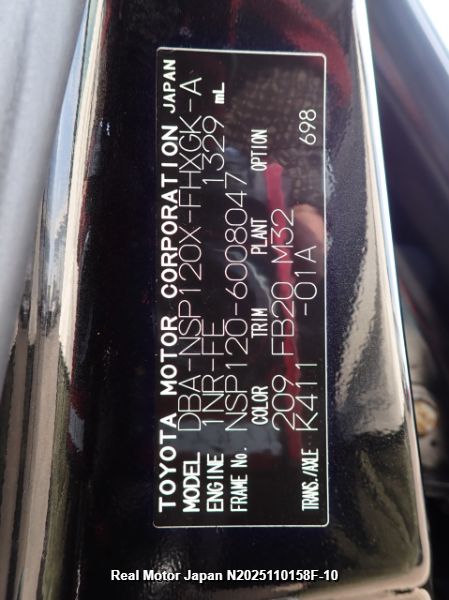 TOYOTA MOTOR CORPORATION JAPAN
MODEL DBA-NSP120X-FHXGK-A
ENGINE 1NR-FE 1329 mL
FRAME No. NSP120-6008047
COLOR TRIM PLANT OPTION
209 FB20 M32 698
TRANS./AXLE K411 -01A
Real Motor Japan N2025110158F-10